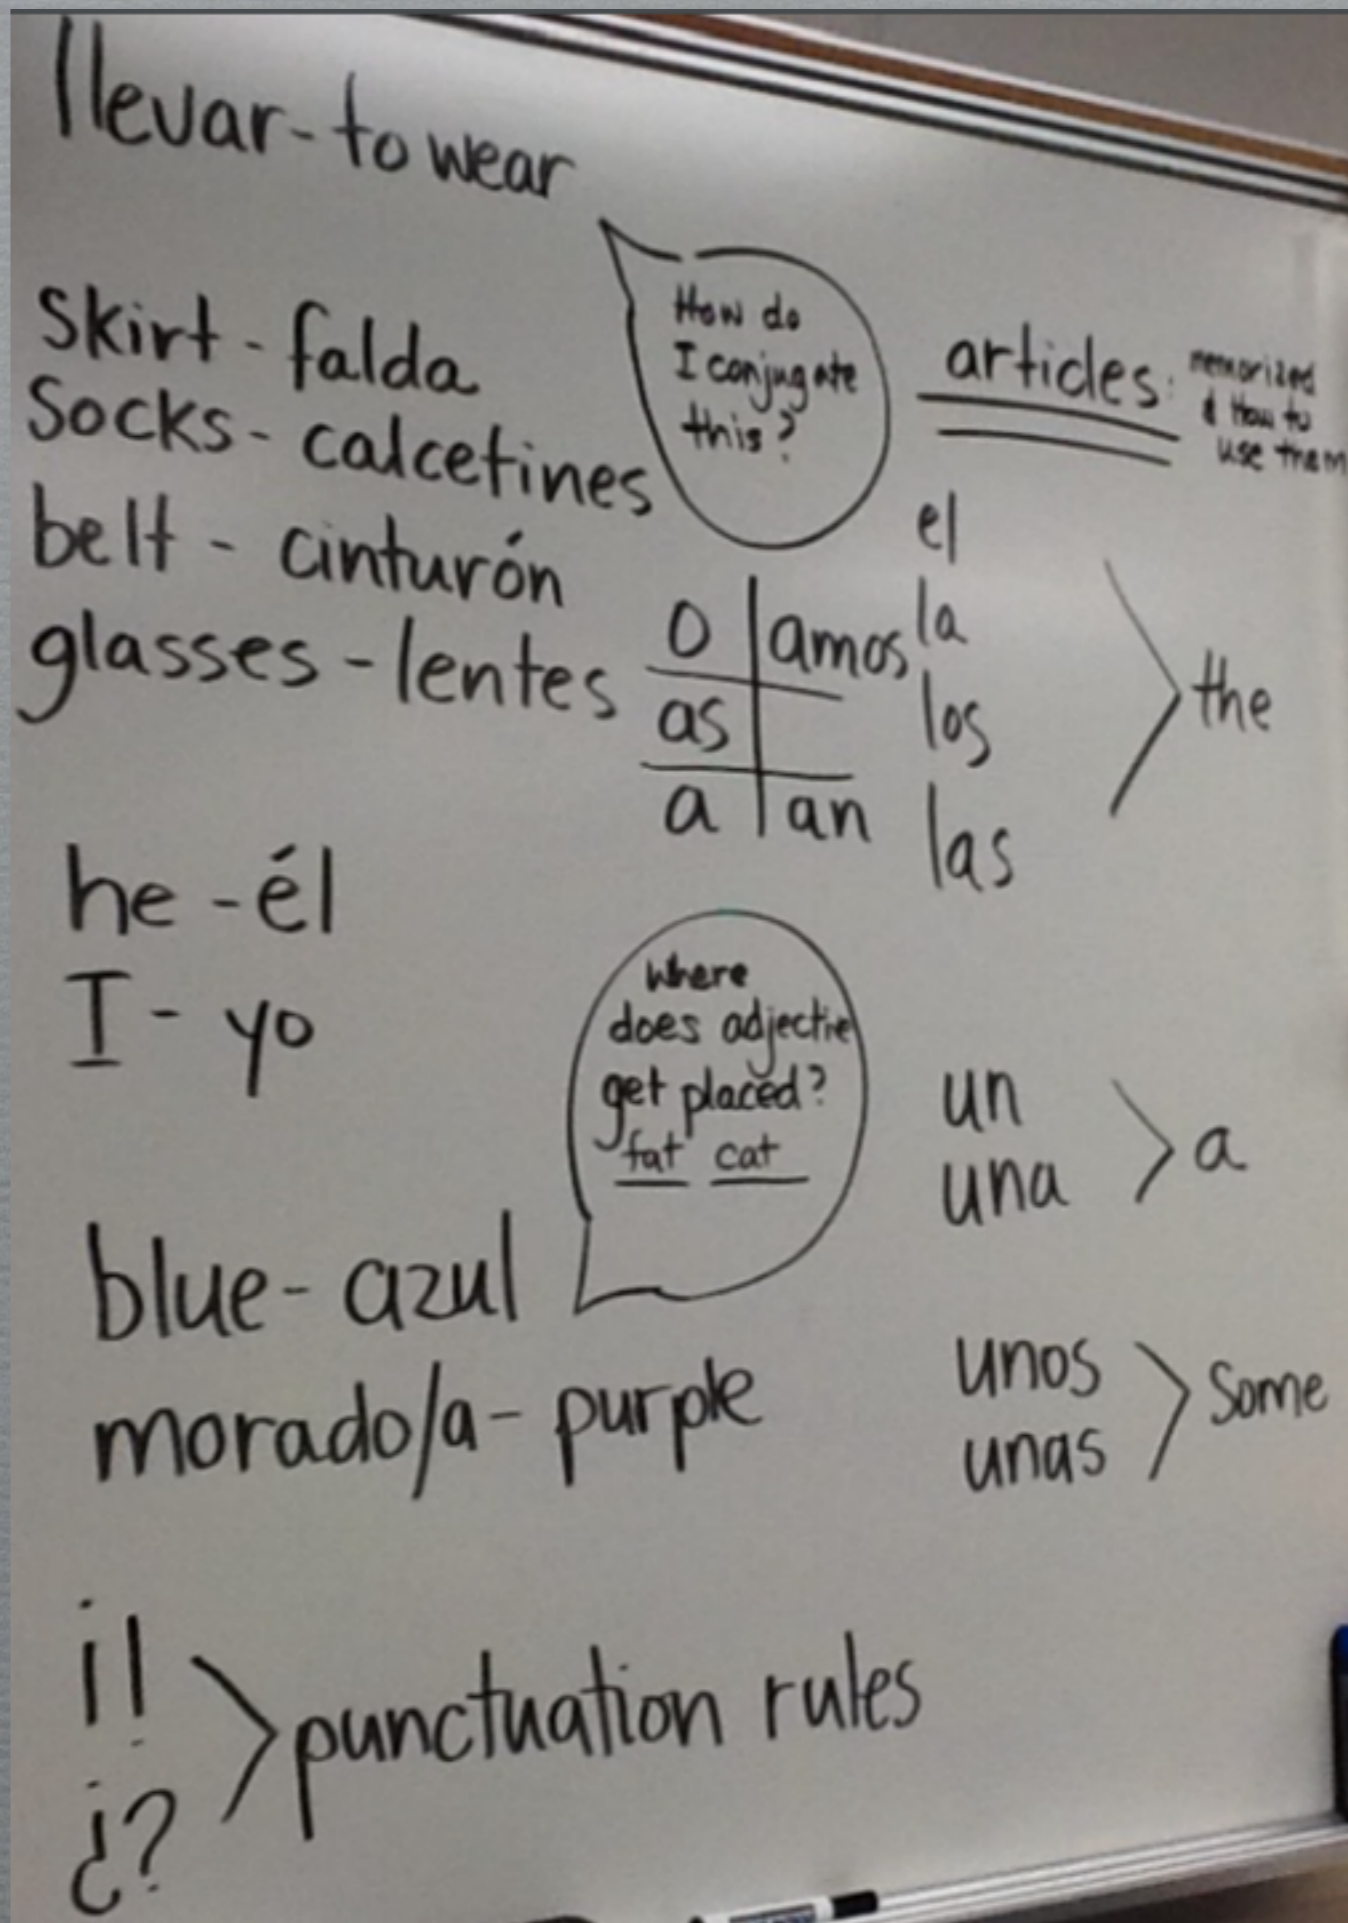 llevar - to wear
skirt - falda
Socks - calcetines
belt - cinturón
glasses - lentes
How do
I conjugate
this?
o | amos
as |
a | an
articles: memorized
& How to
use them
el
la
los
las
the
he - él
I - yo
Where
does adjective
get placed?
fat cat
un
una
a
blue - azul
morado/a - purple
unos
unas
Some
¡!
¿?
punctuation rules